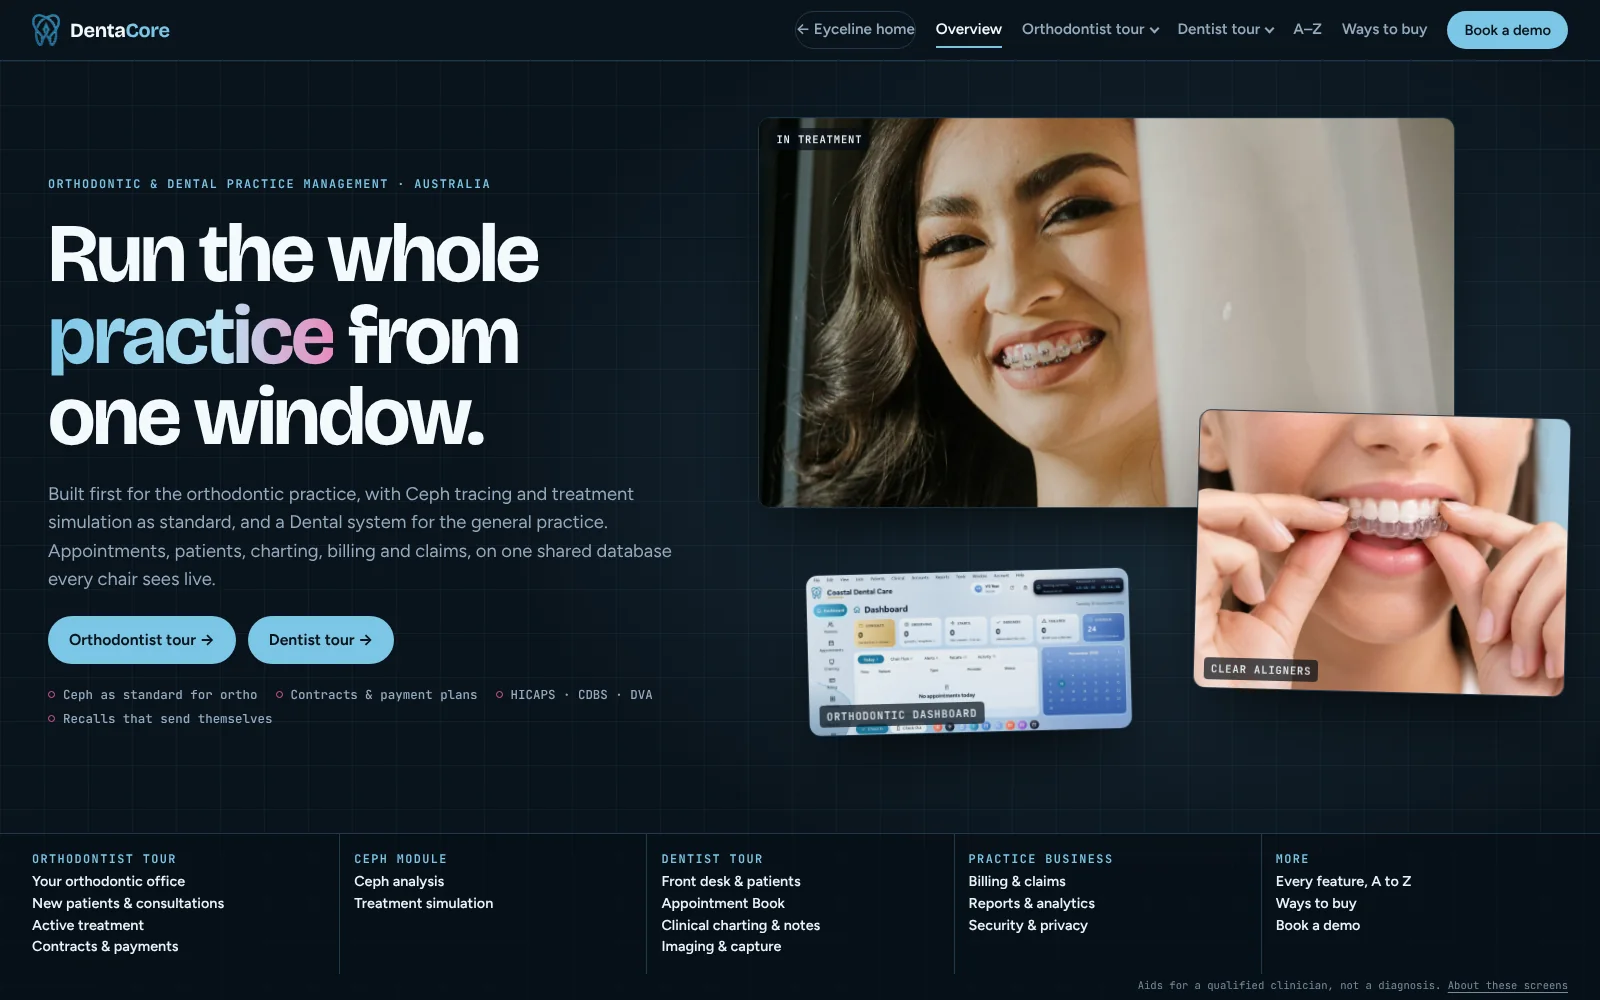 DentaCore
← Eyceline home
Overview
Orthodontist tour
Dentist tour
A–Z
Ways to buy
Book a demo
IN TREATMENT
ORTHODONTIC & DENTAL PRACTICE MANAGEMENT · AUSTRALIA
Run the whole
practice from
one window.
Built first for the orthodontic practice, with Ceph tracing and treatment
simulation as standard, and a Dental system for the general practice.
Appointments, patients, charting, billing and claims, on one shared database
every chair sees live.
Orthodontist tour →
Dentist tour →
Ceph as standard for ortho
Contracts & payment plans
HICAPS · CDBS · DVA
Recalls that send themselves
Coastal Dental Care
Dashboard
No appointments today
ORTHODONTIC DASHBOARD
CLEAR ALIGNERS
ORTHODONTIST TOUR
Your orthodontic office
New patients & consultations
Active treatment
Contracts & payments
CEPH MODULE
Ceph analysis
Treatment simulation
DENTIST TOUR
Front desk & patients
Appointment Book
Clinical charting & notes
Imaging & capture
PRACTICE BUSINESS
Billing & claims
Reports & analytics
Security & privacy
MORE
Every feature, A to Z
Ways to buy
Book a demo
Aids for a qualified clinician, not a diagnosis. About these screens